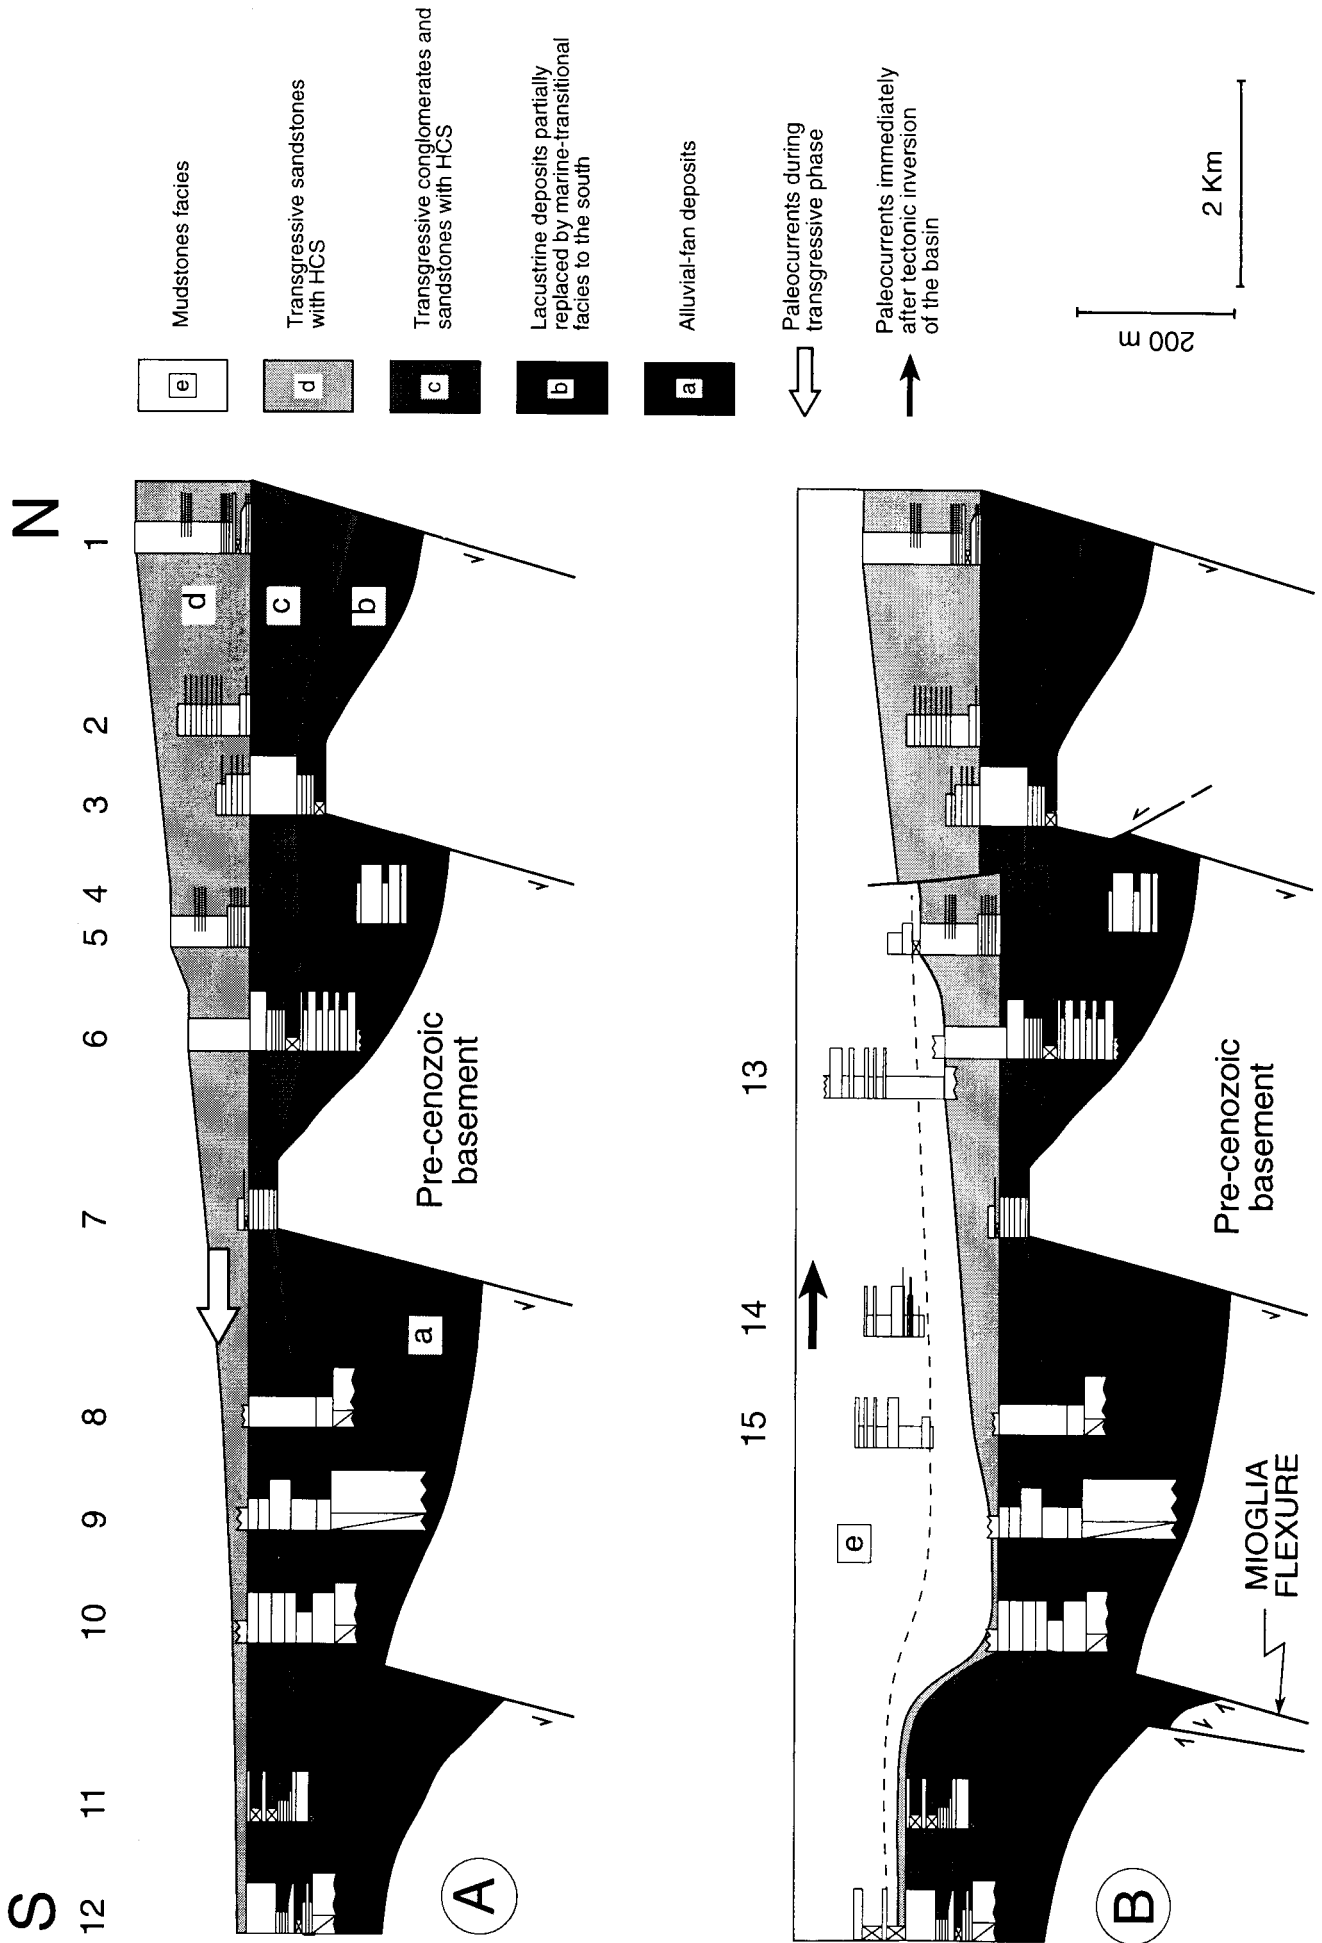 S
N
12
11
10
9
8
7
6
5
4
3
2
1
d
c
b
a
Pre-cenozoic
basement
A
15
14
13
e
Pre-cenozoic
basement
MIOGLIA
FLEXURE
B
e
Mudstones facies
d
Transgressive sandstones
with HCS
c
Transgressive conglomerates and
sandstones with HCS
b
Lacustrine deposits partially
replaced by marine-transitional
facies to the south
a
Alluvial-fan deposits
Paleocurrents during
transgressive phase
Paleocurrents immediately
after tectonic inversion
of the basin
200 m
2 Km